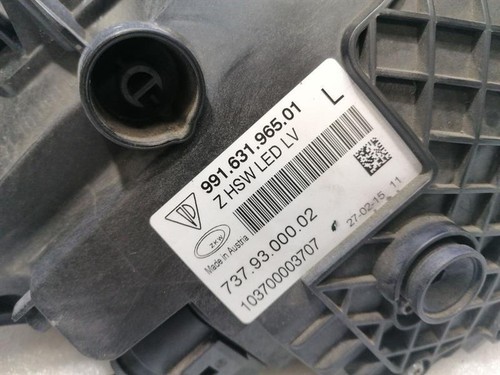 991.631.965.01
L
Z HSW LED LV
ZKW
Made in Austria
737.93.000.02
27-02-15 11
103700003707